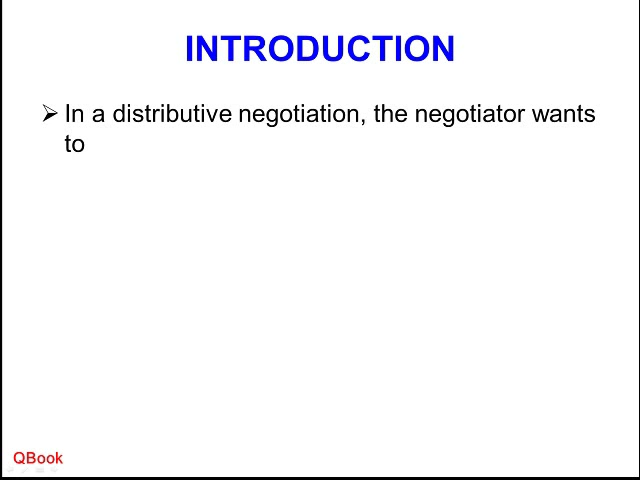 INTRODUCTION
➢ In a distributive negotiation, the negotiator wants
to
QBook